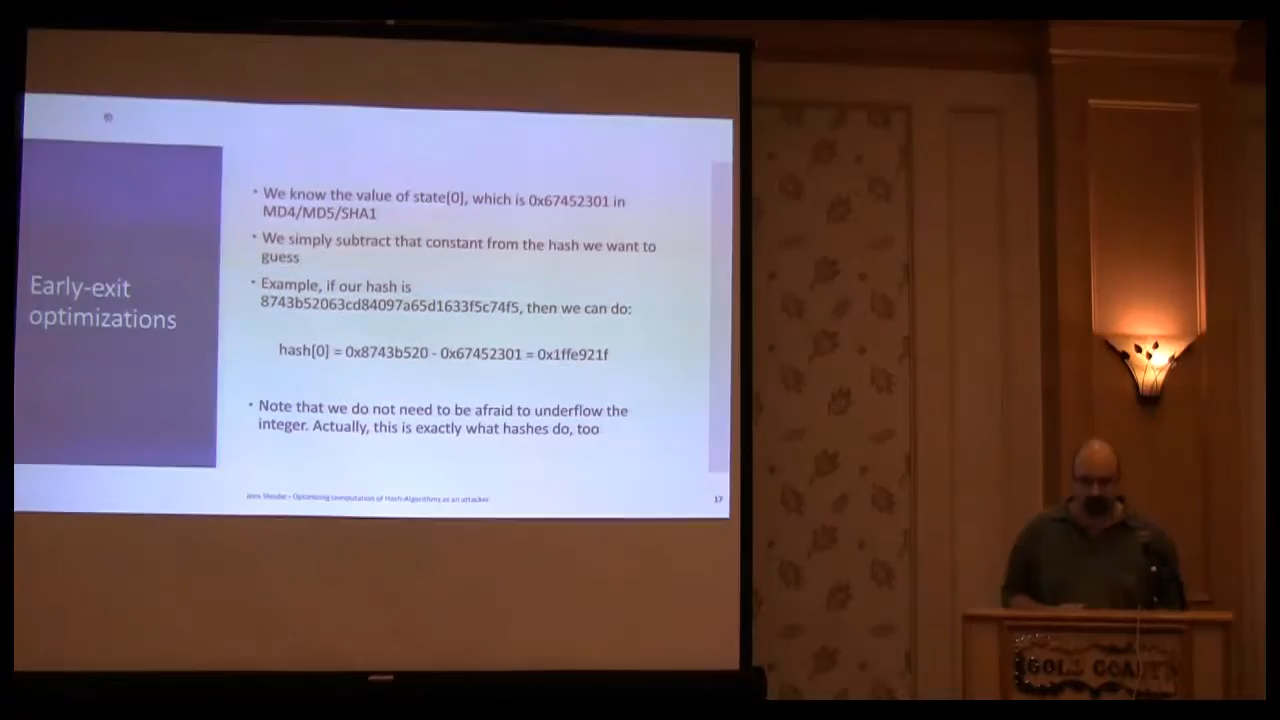 Early-exit
optimizations
• We know the value of state[0], which is 0x67452301 in
MD4/MD5/SHA1
• We simply subtract that constant from the hash we want to
guess
• Example, if our hash is
8743b52063cd84097a65d1633f5c74f5, then we can do:
hash[0] = 0x8743b520 - 0x67452301 = 0x1ffe921f
• Note that we do not need to be afraid to underflow the
integer. Actually, this is exactly what hashes do, too
Jens Steube - Optimizing computation of Hash-Algorithms as an attacker
17
GOLD COAST